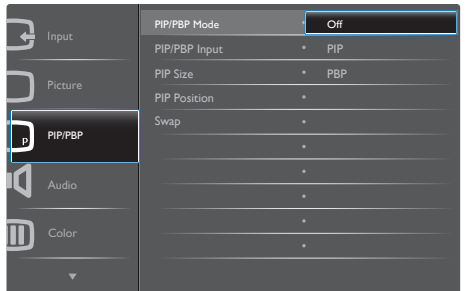 Input
Picture
P
PIP/PBP
Audio
Color
PIP/PBP Mode Off
PIP/PBP Input PIP
PIP Size PBP
PIP Position
Swap